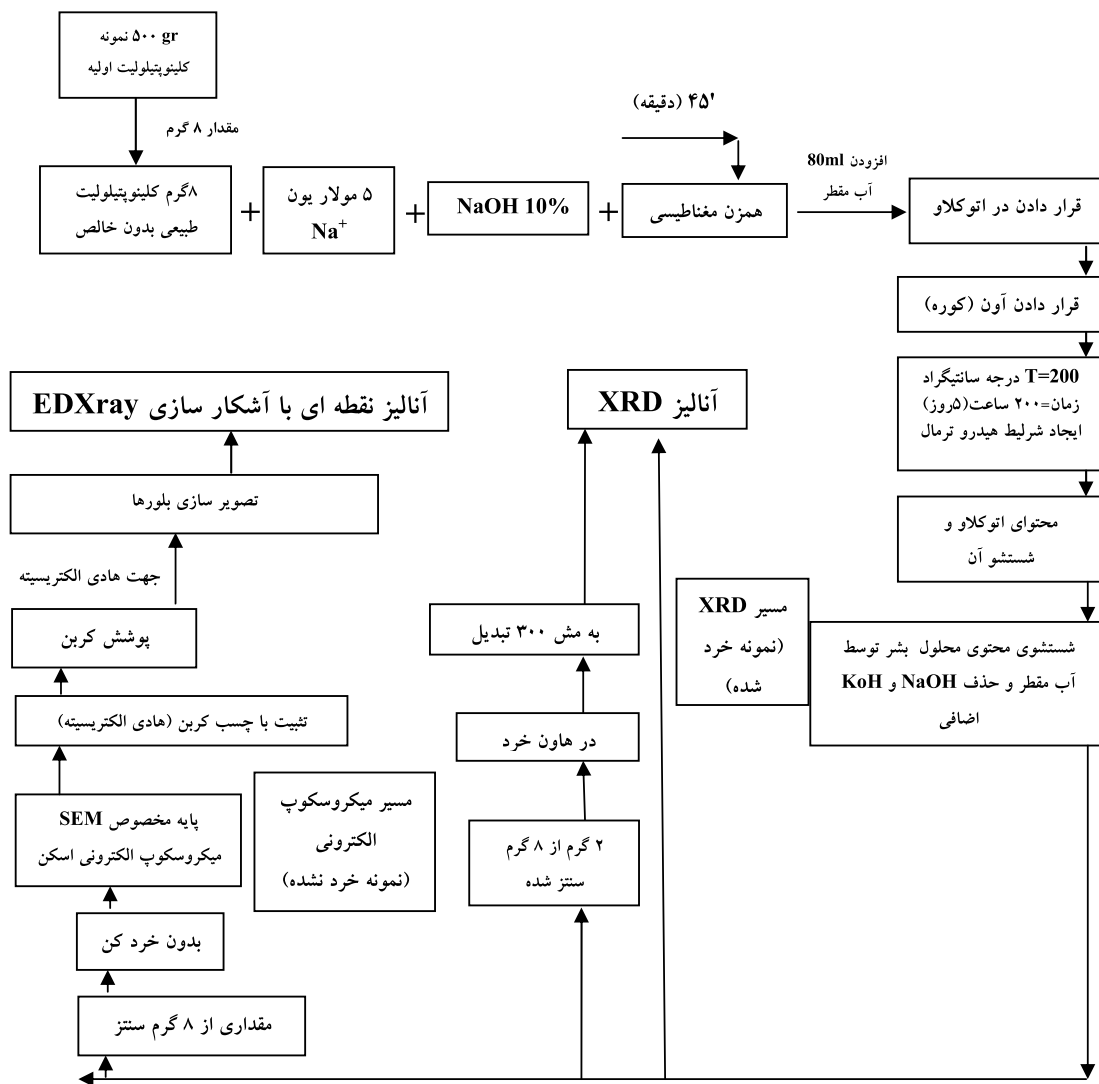 ۵۰۰ gr نمونه
کلینوپتیلولیت اولیه
مقدار ۸ گرم
۸گرم کلینوپتیلولیت
طبیعی بدون خالص
+
۵ مولار یون
Na⁺
+
NaOH 10%
+
۴۵' (دقیقه)
همزن مغناطیسی
افزودن 80ml
آب مقطر
قرار دادن در اتوکلاو
قرار دادن آون (کوره)
T=200 درجه سانتیگراد
زمان=۲۰۰ ساعت(۵روز)
ایجاد شرلیط هیدرو ترمال
محتوای اتوکلاو و
شستشو آن
شستشوی محتوی محلول بشر توسط
آب مقطر و حذف NaOH و KoH
اضافی
مسیر XRD
(نمونه خرد
شده)
آنالیز XRD
به مش ۳۰۰ تبدیل
در هاون خرد
۲ گرم از ۸ گرم
سنتز شده
مسیر میکروسکوپ
الکترونی
(نمونه خرد نشده)
آنالیز نقطه ای با آشکار سازی EDXray
تصویر سازی بلورها
جهت هادی الکتریسیته
پوشش کربن
تثبیت با چسب کربن (هادی الکتریسیته)
پایه مخصوص SEM
میکروسکوپ الکترونی اسکن
بدون خرد کن
مقداری از ۸ گرم سنتز